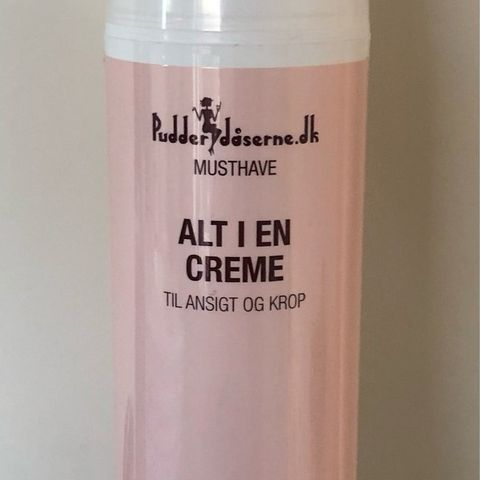 Pudderdåserne.dk
MUSTHAVE
ALT I EN
CREME
TIL ANSIGT OG KROP